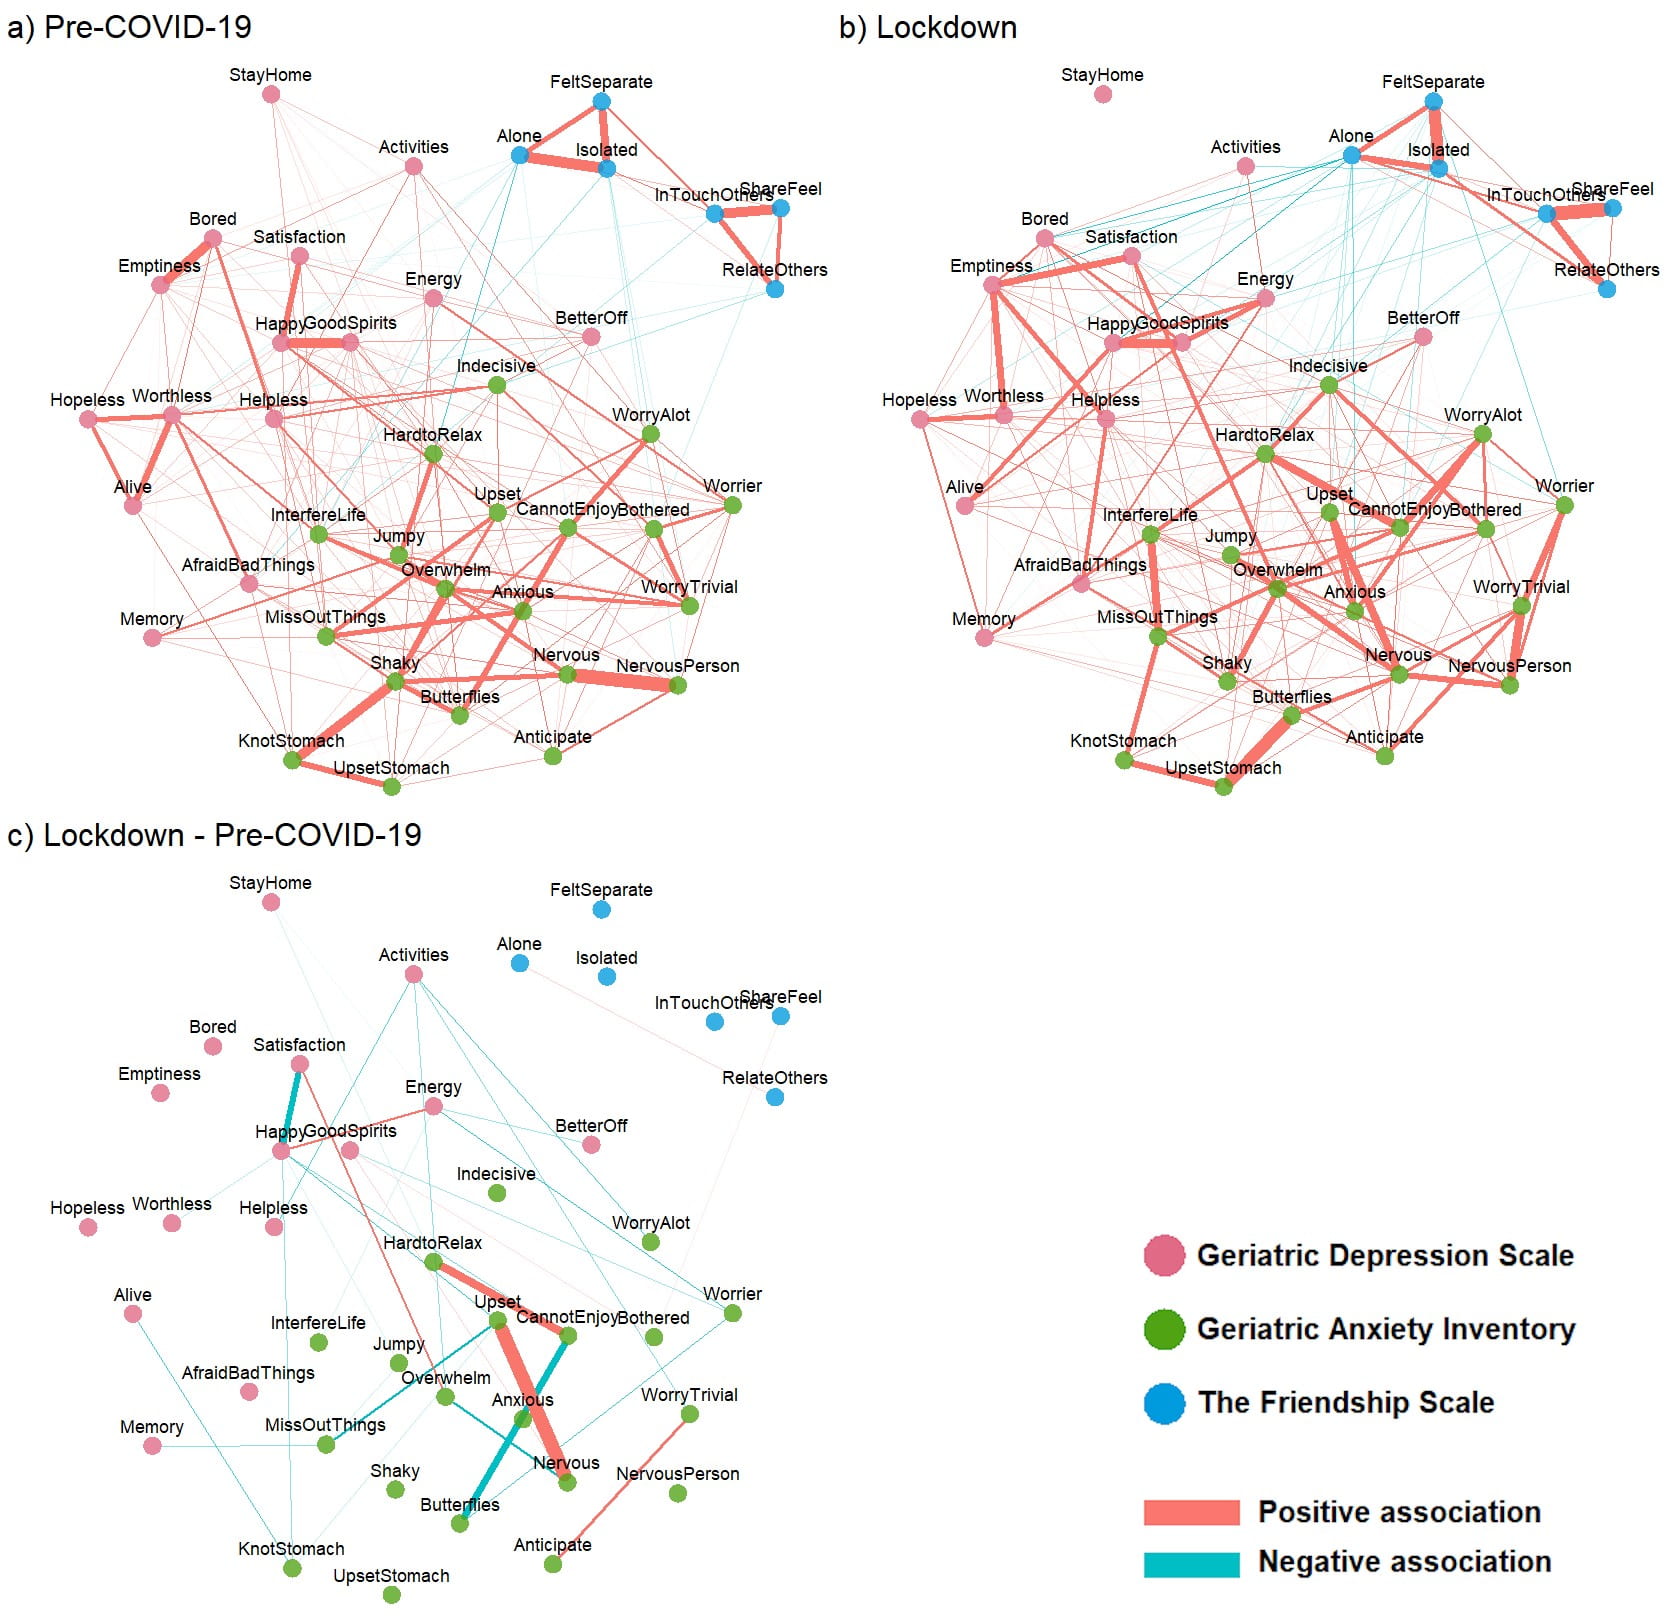 a) Pre-COVID-19
StayHome
FeltSeparate
Alone
Isolated
Activities
InTouchOthers
ShareFeel
Bored
Satisfaction
Emptiness
RelateOthers
Energy
Happy
GoodSpirits
BetterOff
Indecisive
Hopeless
Worthless
Helpless
WorryAlot
HardtoRelax
Alive
Upset
Worrier
InterfereLife
CannotEnjoy
Bothered
Jumpy
AfraidBadThings
Overwhelm
Anxious
WorryTrivial
Memory
MissOutThings
Shaky
Nervous
NervousPerson
Butterflies
KnotStomach
Anticipate
UpsetStomach
b) Lockdown
StayHome
FeltSeparate
Alone
Isolated
Activities
InTouchOthers
ShareFeel
Bored
Satisfaction
Emptiness
RelateOthers
Energy
Happy
GoodSpirits
BetterOff
Indecisive
Hopeless
Worthless
Helpless
WorryAlot
HardtoRelax
Alive
Upset
Worrier
InterfereLife
CannotEnjoy
Bothered
Jumpy
AfraidBadThings
Overwhelm
Anxious
WorryTrivial
Memory
MissOutThings
Shaky
Nervous
NervousPerson
Butterflies
KnotStomach
Anticipate
UpsetStomach
c) Lockdown - Pre-COVID-19
StayHome
FeltSeparate
Alone
Isolated
Activities
InTouchOthers
ShareFeel
Bored
Satisfaction
Emptiness
RelateOthers
Energy
Happy
GoodSpirits
BetterOff
Indecisive
Hopeless
Worthless
Helpless
WorryAlot
HardtoRelax
Alive
Upset
Worrier
InterfereLife
CannotEnjoy
Bothered
Jumpy
AfraidBadThings
Overwhelm
Anxious
WorryTrivial
Memory
MissOutThings
Shaky
Nervous
NervousPerson
Butterflies
KnotStomach
Anticipate
UpsetStomach
Geriatric Depression Scale
Geriatric Anxiety Inventory
The Friendship Scale
Positive association
Negative association